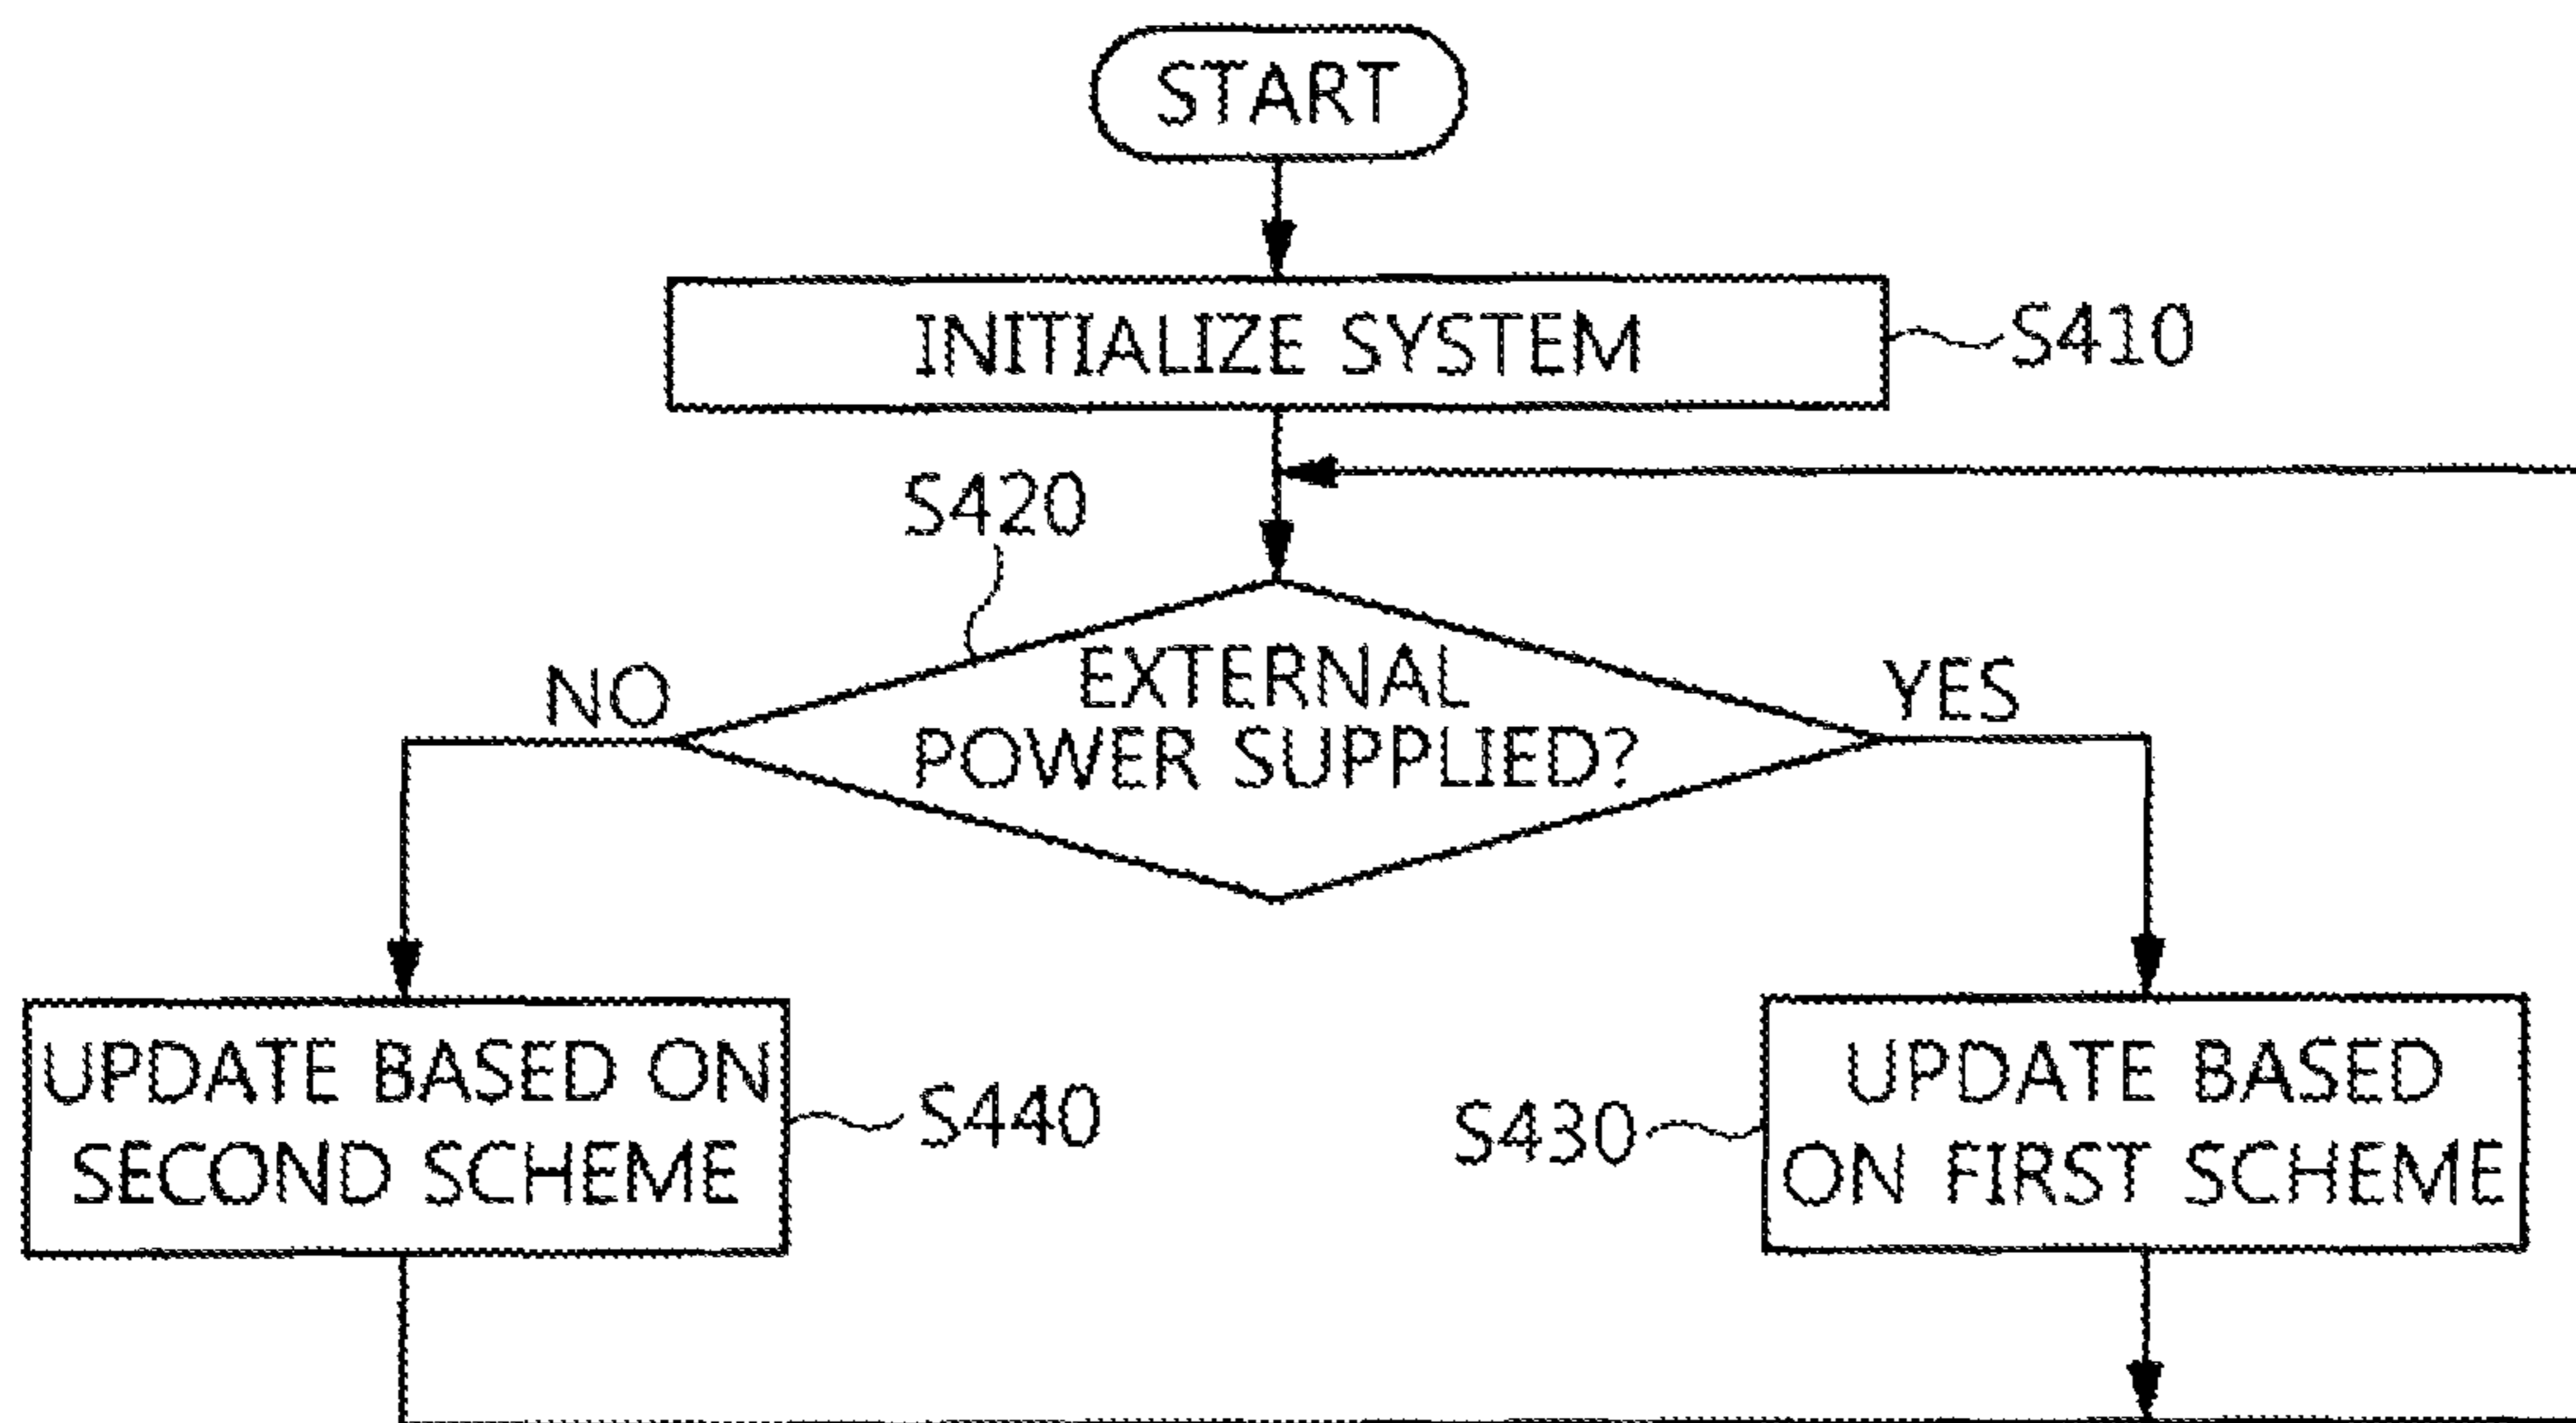 START
INITIALIZE SYSTEM
S410
S420
NO
EXTERNAL
POWER SUPPLIED?
YES
UPDATE BASED ON
SECOND SCHEME
S440
S430
UPDATE BASED
ON FIRST SCHEME